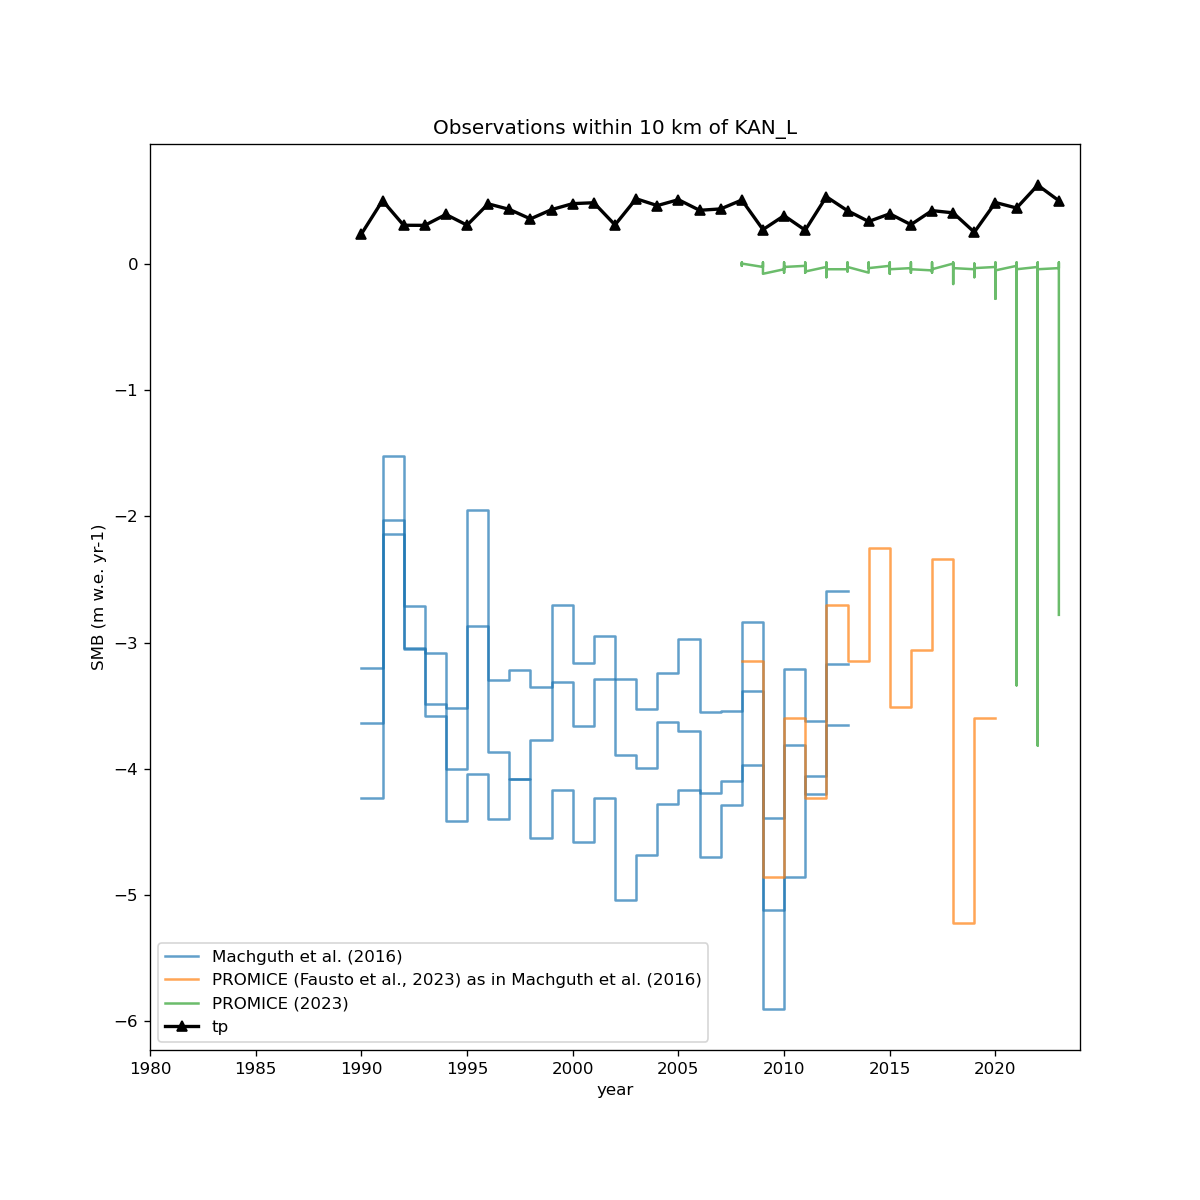 Observations within 10 km of KAN_L
SMB (m w.e. yr-1)
0
−1
−2
−3
−4
−5
−6
Machguth et al. (2016)
PROMICE (Fausto et al., 2023) as in Machguth et al. (2016)
PROMICE (2023)
tp
1980 1985 1990 1995 2000 2005 2010 2015 2020
year